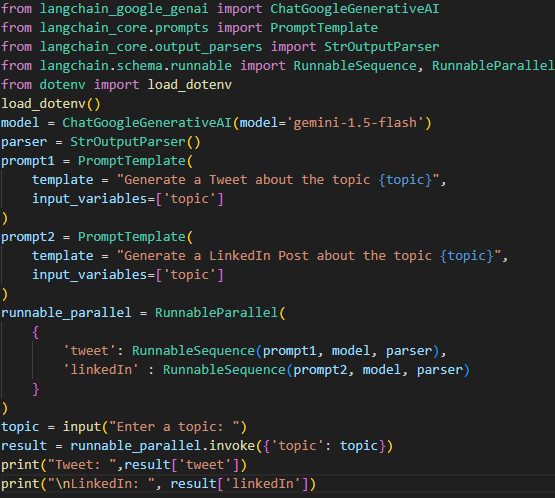 from langchain_google_genai import ChatGoogleGenerativeAI
from langchain_core.prompts import PromptTemplate
from langchain_core.output_parsers import StrOutputParser
from langchain.schema.runnable import RunnableSequence, RunnableParallel
from dotenv import load_dotenv
load_dotenv()
model = ChatGoogleGenerativeAI(model='gemini-1.5-flash')
parser = StrOutputParser()
prompt1 = PromptTemplate(
    template = "Generate a Tweet about the topic {topic}",
    input_variables=['topic']
)
prompt2 = PromptTemplate(
    template = "Generate a LinkedIn Post about the topic {topic}",
    input_variables=['topic']
)
runnable_parallel = RunnableParallel(
    {
        'tweet': RunnableSequence(prompt1, model, parser),
        'linkedIn' : RunnableSequence(prompt2, model, parser)
    }
)
topic = input("Enter a topic: ")
result = runnable_parallel.invoke({'topic': topic})
print("Tweet: ",result['tweet'])
print("\nLinkedIn: ", result['linkedIn'])